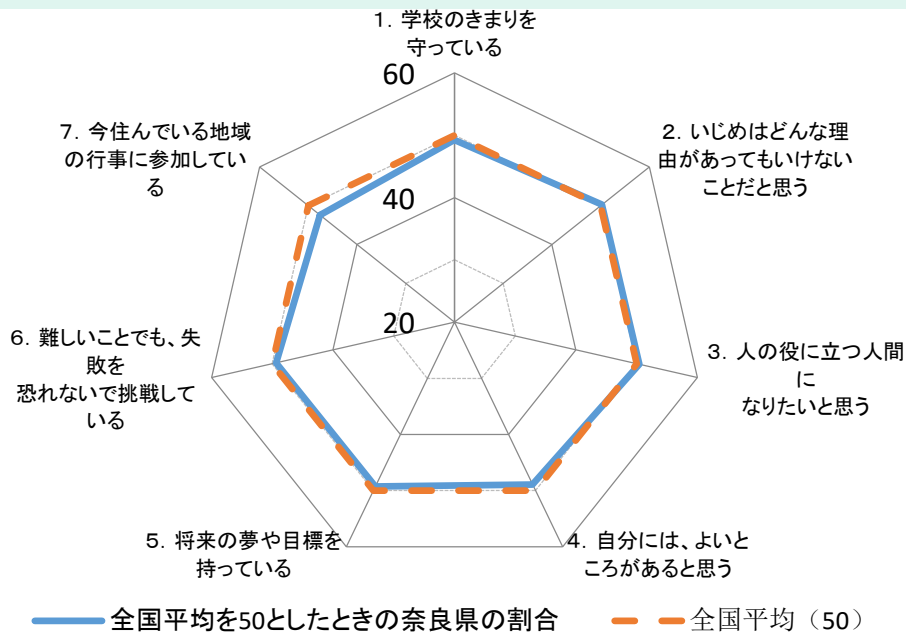 1．学校のきまりを
守っている
60
7．今住んでいる地域
の行事に参加してい
る
2．いじめはどんな理
由があってもいけない
ことだと思う
40
20
6．難しいことでも、失
敗を
恐れないで挑戦して
いる
3．人の役に立つ人間
に
なりたいと思う
5．将来の夢や目標を
持っている
4．自分には、よいと
ころがあると思う
全国平均を50としたときの奈良県の割合
全国平均（50）